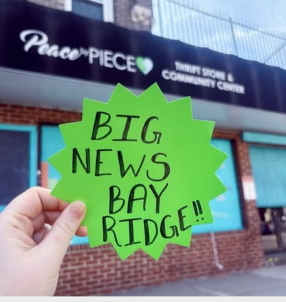 Peace by PIECE
THRIFT STORE &
COMMUNITY CENTER
BIG
NEWS
BAY
RIDGE!!